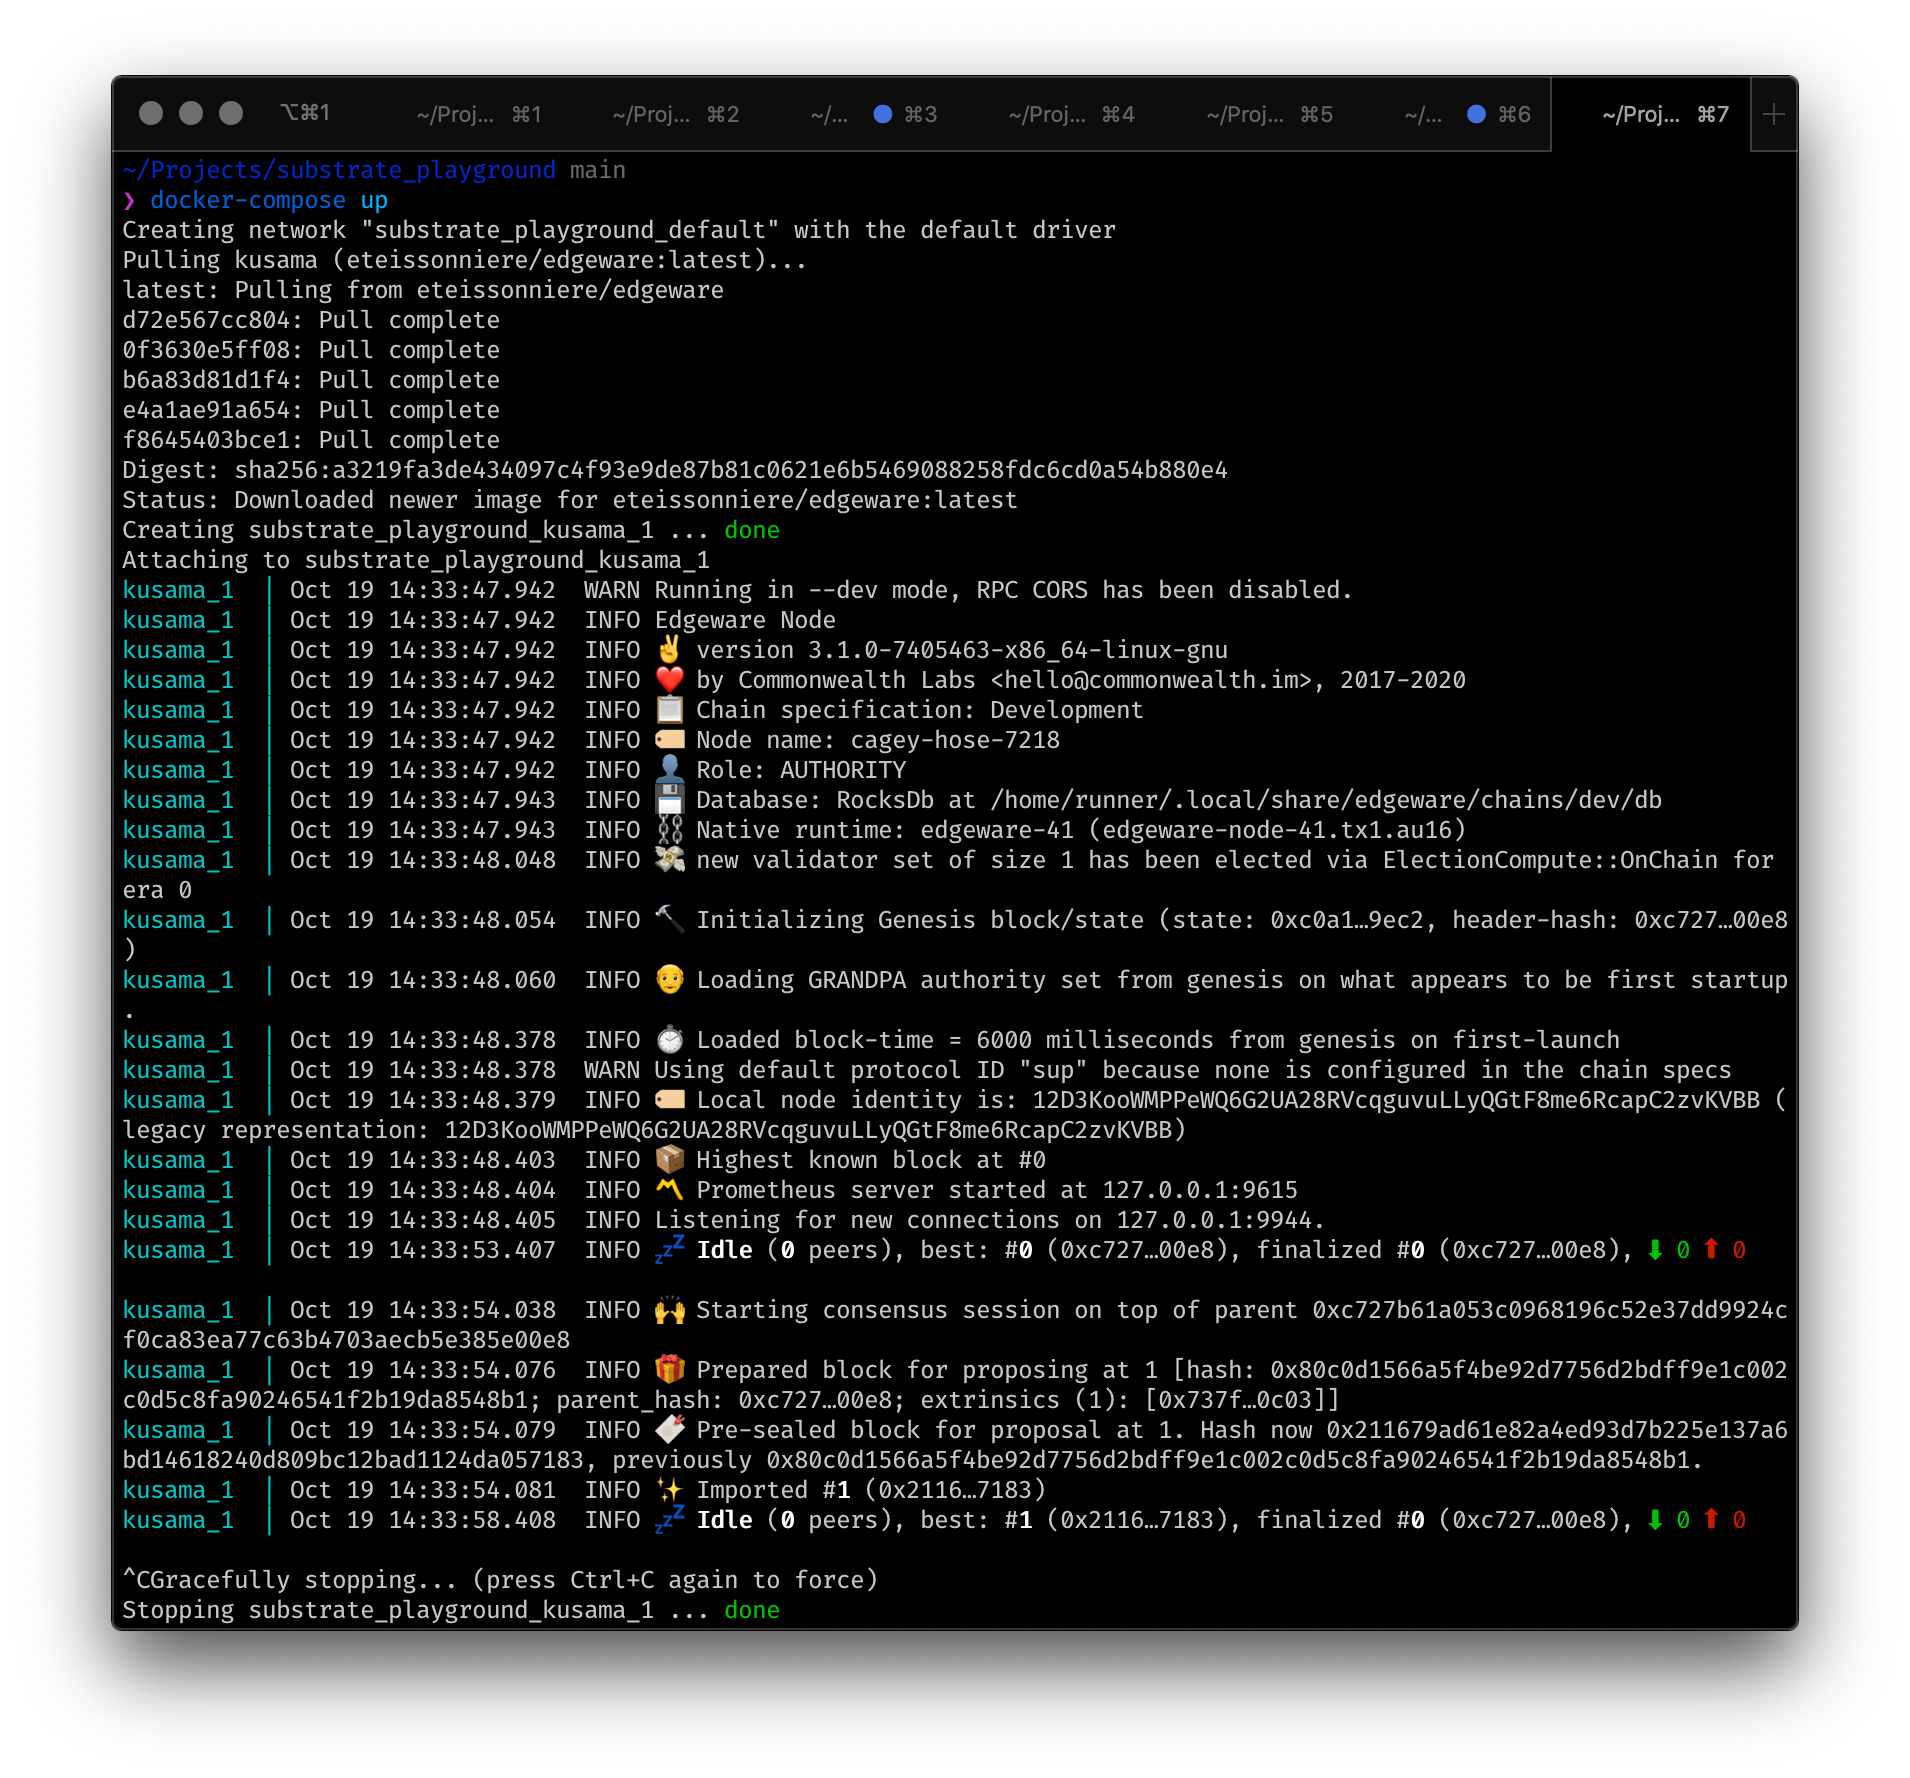 ⌥⌘1 ~/Proj... ⌘1 ~/Proj... ⌘2 ~/... ⌘3 ~/Proj... ⌘4 ~/Proj... ⌘5 ~/... ⌘6 ~/Proj... ⌘7
~/Projects/substrate_playground main
❯ docker-compose up
Creating network "substrate_playground_default" with the default driver
Pulling kusama (eteissonniere/edgeware:latest)...
latest: Pulling from eteissonniere/edgeware
d72e567cc804: Pull complete
0f3630e5ff08: Pull complete
b6a83d81d1f4: Pull complete
e4a1ae91a654: Pull complete
f8645403bce1: Pull complete
Digest: sha256:a3219fa3de434097c4f93e9de87b81c0621e6b5469088258fdc6cd0a54b880e4
Status: Downloaded newer image for eteissonniere/edgeware:latest
Creating substrate_playground_kusama_1 ... done
Attaching to substrate_playground_kusama_1
kusama_1 | Oct 19 14:33:47.942 WARN Running in --dev mode, RPC CORS has been disabled.
kusama_1 | Oct 19 14:33:47.942 INFO Edgeware Node
kusama_1 | Oct 19 14:33:47.942 INFO ✌️ version 3.1.0-7405463-x86_64-linux-gnu
kusama_1 | Oct 19 14:33:47.942 INFO ❤️ by Commonwealth Labs <hello@commonwealth.im>, 2017-2020
kusama_1 | Oct 19 14:33:47.942 INFO 📋 Chain specification: Development
kusama_1 | Oct 19 14:33:47.942 INFO 🏷 Node name: cagey-hose-7218
kusama_1 | Oct 19 14:33:47.942 INFO 👤 Role: AUTHORITY
kusama_1 | Oct 19 14:33:47.943 INFO 💾 Database: RocksDb at /home/runner/.local/share/edgeware/chains/dev/db
kusama_1 | Oct 19 14:33:47.943 INFO ⛓ Native runtime: edgeware-41 (edgeware-node-41.tx1.au16)
kusama_1 | Oct 19 14:33:48.048 INFO 💸 new validator set of size 1 has been elected via ElectionCompute::OnChain for
era 0
kusama_1 | Oct 19 14:33:48.054 INFO 🔨 Initializing Genesis block/state (state: 0xc0a1…9ec2, header-hash: 0xc727…00e8
)
kusama_1 | Oct 19 14:33:48.060 INFO 👴 Loading GRANDPA authority set from genesis on what appears to be first startup
.
kusama_1 | Oct 19 14:33:48.378 INFO ⏱ Loaded block-time = 6000 milliseconds from genesis on first-launch
kusama_1 | Oct 19 14:33:48.378 WARN Using default protocol ID "sup" because none is configured in the chain specs
kusama_1 | Oct 19 14:33:48.379 INFO 🏷 Local node identity is: 12D3KooWMPPeWQ6G2UA28RVcqguvuLLyQGtF8me6RcapC2zvKVBB (
legacy representation: 12D3KooWMPPeWQ6G2UA28RVcqguvuLLyQGtF8me6RcapC2zvKVBB)
kusama_1 | Oct 19 14:33:48.403 INFO 📦 Highest known block at #0
kusama_1 | Oct 19 14:33:48.404 INFO 〽️ Prometheus server started at 127.0.0.1:9615
kusama_1 | Oct 19 14:33:48.405 INFO Listening for new connections on 127.0.0.1:9944.
kusama_1 | Oct 19 14:33:53.407 INFO 💤 Idle (0 peers), best: #0 (0xc727…00e8), finalized #0 (0xc727…00e8), ⬇ 0 ⬆ 0
kusama_1 | Oct 19 14:33:54.038 INFO 🙌 Starting consensus session on top of parent 0xc727b61a053c0968196c52e37dd9924c
f0ca83ea77c63b4703aecb5e385e00e8
kusama_1 | Oct 19 14:33:54.076 INFO 🎁 Prepared block for proposing at 1 [hash: 0x80c0d1566a5f4be92d7756d2bdff9e1c002
c0d5c8fa90246541f2b19da8548b1; parent_hash: 0xc727…00e8; extrinsics (1): [0x737f…0c03]]
kusama_1 | Oct 19 14:33:54.079 INFO 🔖 Pre-sealed block for proposal at 1. Hash now 0x211679ad61e82a4ed93d7b225e137a6
bd14618240d809bc12bad1124da057183, previously 0x80c0d1566a5f4be92d7756d2bdff9e1c002c0d5c8fa90246541f2b19da8548b1.
kusama_1 | Oct 19 14:33:54.081 INFO ✨ Imported #1 (0x2116…7183)
kusama_1 | Oct 19 14:33:58.408 INFO 💤 Idle (0 peers), best: #1 (0x2116…7183), finalized #0 (0xc727…00e8), ⬇ 0 ⬆ 0
^CGracefully stopping... (press Ctrl+C again to force)
Stopping substrate_playground_kusama_1 ... done